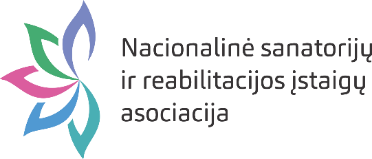 Nacionalinė sanatorijų
ir reabilitacijos įstaigų
asociacija